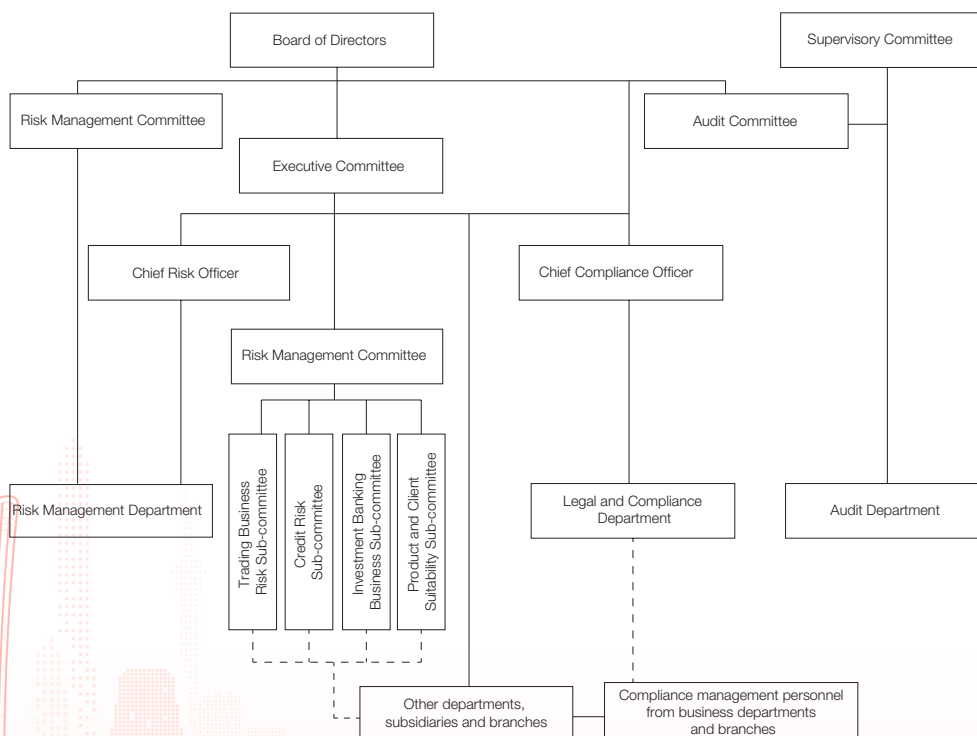 Board of Directors
Supervisory Committee
Risk Management Committee
Audit Committee
Executive Committee
Chief Risk Officer
Chief Compliance Officer
Risk Management Committee
Trading Business
Risk Sub-committee
Credit Risk
Sub-committee
Investment Banking
Business Sub-committee
Product and Client
Suitability Sub-committee
Risk Management Department
Legal and Compliance
Department
Audit Department
Other departments,
subsidiaries and branches
Compliance management personnel
from business departments
and branches